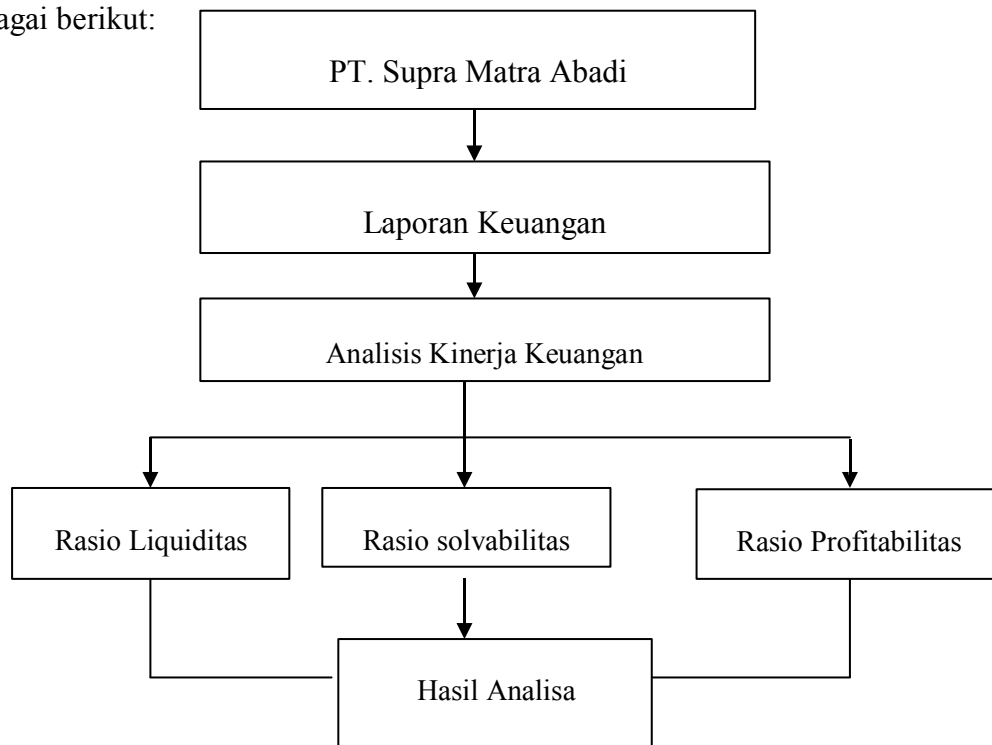 agai berikut:
PT. Supra Matra Abadi
Laporan Keuangan
Analisis Kinerja Keuangan
Rasio Liquiditas
Rasio solvabilitas
Rasio Profitabilitas
Hasil Analisa